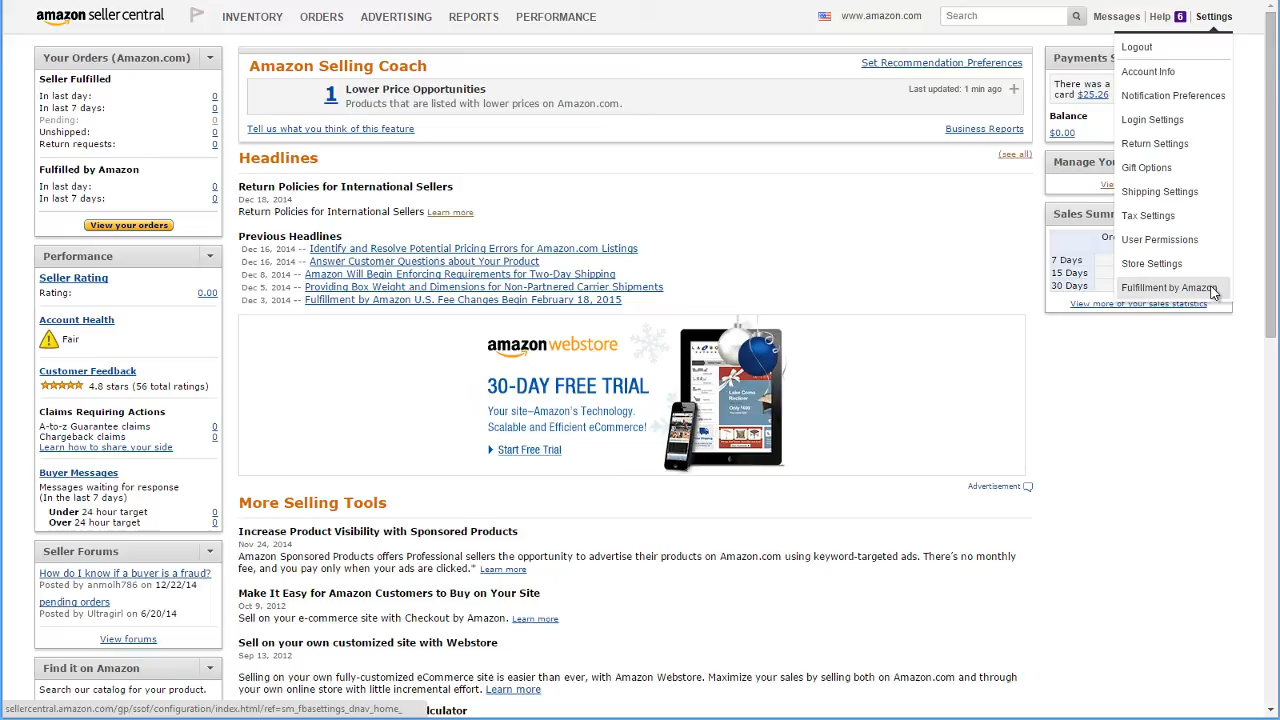 amazon seller central
INVENTORY ORDERS ADVERTISING REPORTS PERFORMANCE
www.amazon.com
Search
Messages | Help 6 | Settings
Your Orders (Amazon.com)
Seller Fulfilled
In last day: 0
In last 7 days: 0
Pending: 0
Unshipped: 0
Return requests: 0
Fulfilled by Amazon
In last day: 0
In last 7 days: 0
View your orders
Performance
Seller Rating
Rating: 0.00
Account Health
Fair
Customer Feedback
4.8 stars (56 total ratings)
Claims Requiring Actions
A-to-z Guarantee claims 0
Chargeback claims 0
Learn how to share your side
Buyer Messages
Messages waiting for response
(In the last 7 days)
Under 24 hour target 0
Over 24 hour target 0
Seller Forums
How do I know if a buyer is a fraud?
Posted by anmolh786 on 12/22/14
pending orders
Posted by Ultragirl on 6/20/14
View forums
Find it on Amazon
Search our catalog for your product.
sellercentral.amazon.com/gp/ssof/configuration/index.html/ref=sm_fbasettings_dnav_home_
Amazon Selling Coach
Set Recommendation Preferences
1 Lower Price Opportunities
Products that are listed with lower prices on Amazon.com.
Last updated: 1 min ago +
Tell us what you think of this feature
Business Reports
Headlines
(see all)
Return Policies for International Sellers
Dec 18, 2014
Return Policies for International Sellers Learn more
Previous Headlines
Dec 16, 2014 -- Identify and Resolve Potential Pricing Errors for Amazon.com Listings
Dec 16, 2014 -- Answer Customer Questions about Your Product
Dec 8, 2014 -- Amazon Will Begin Enforcing Requirements for Two-Day Shipping
Dec 5, 2014 -- Providing Box Weight and Dimensions for Non-Partnered Carrier Shipments
Dec 3, 2014 -- Fulfillment by Amazon U.S. Fee Changes Begin February 18, 2015
amazon webstore
30-DAY FREE TRIAL
Your site–Amazon's Technology.
Scalable and Efficient eCommerce!
Start Free Trial
Advertisement
More Selling Tools
Increase Product Visibility with Sponsored Products
Nov 24, 2014
Amazon Sponsored Products offers Professional sellers the opportunity to advertise their products on Amazon.com using keyword-targeted ads. There's no monthly
fee, and you pay only when your ads are clicked." Learn more
Make It Easy for Amazon Customers to Buy on Your Site
Oct 9, 2012
Sell on your e-commerce site with Checkout by Amazon. Learn more
Sell on your own customized site with Webstore
Sep 13, 2012
Selling on your own fully-customized eCommerce site is easier than ever, with Amazon Webstore. Maximize your sales by selling both on Amazon.com and through
your own online store with little incremental effort. Learn more
Payments S
There was a
card $25.26
Balance
$0.00
Manage You
Sales Summ
7 Days
15 Days
30 Days
View more of your sales statistics
Logout
Account Info
Notification Preferences
Login Settings
Return Settings
Gift Options
Shipping Settings
Tax Settings
User Permissions
Store Settings
Fulfillment by Amazon